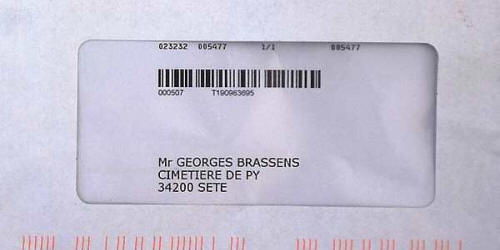 023232 005477 1/1 005477
000507 T190963695
Mr GEORGES BRASSENS
CIMETIERE DE PY
34200 SETE